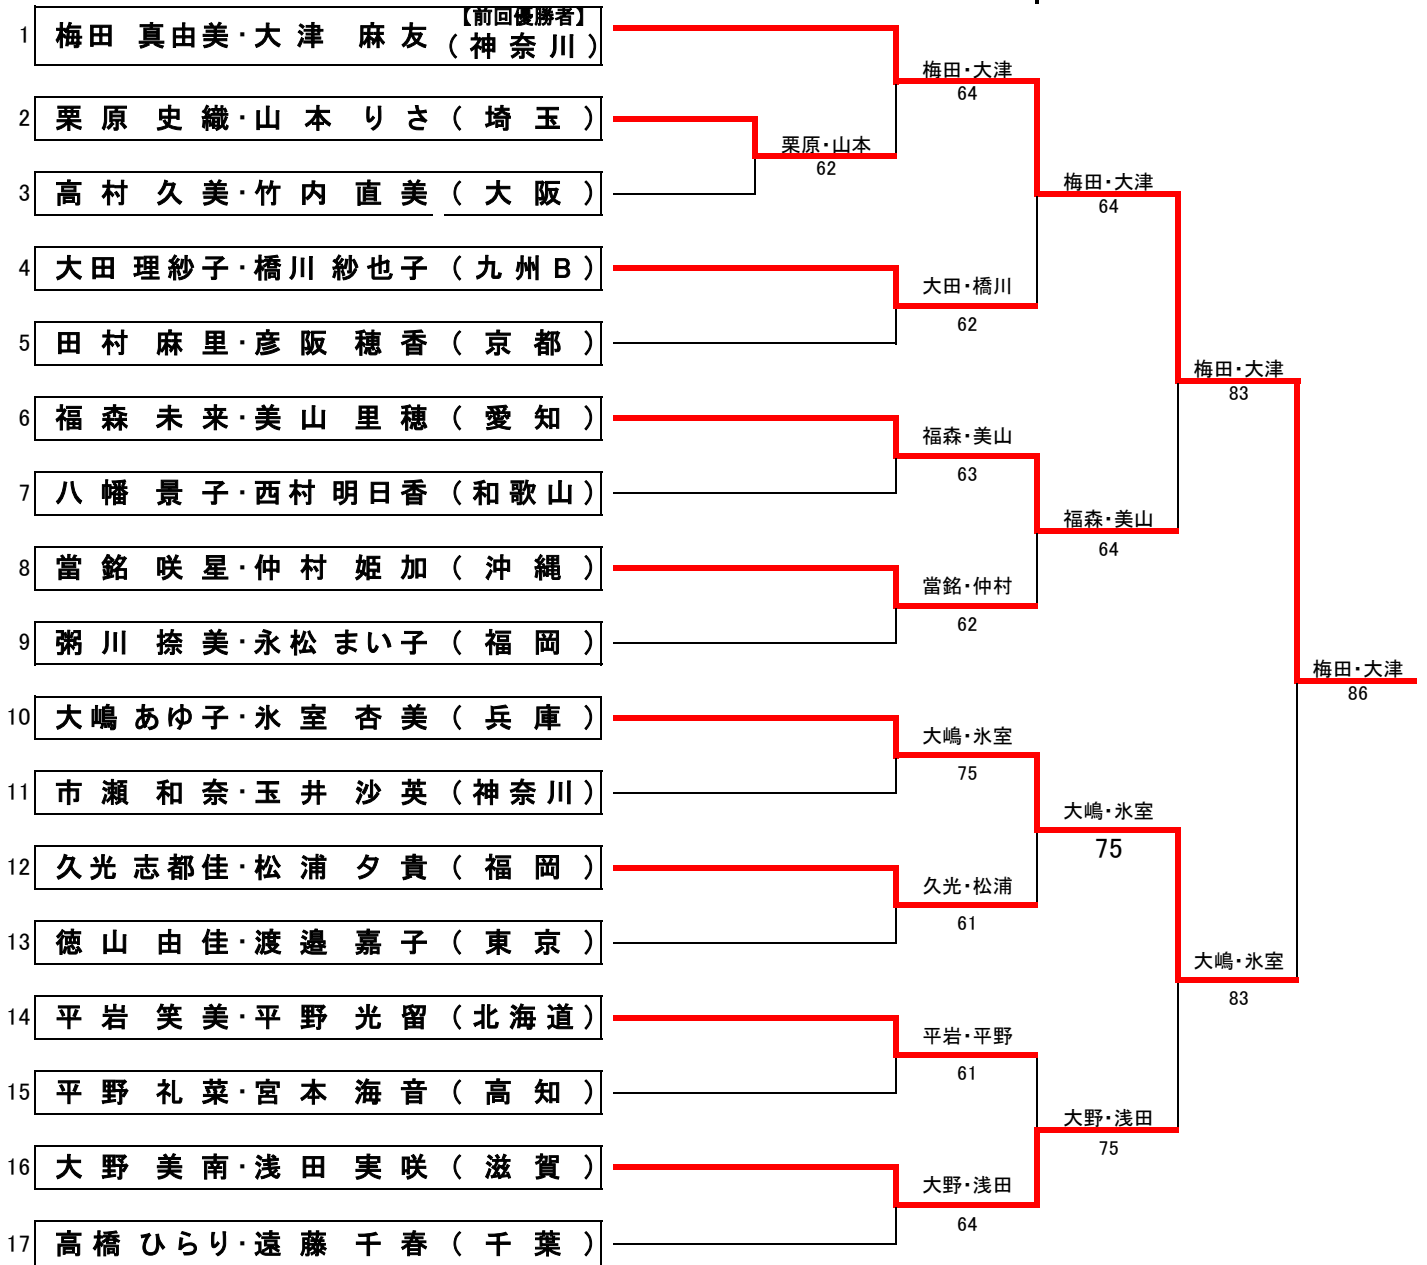 【前回優勝者】
1 梅田 真由美・大津 麻友 (神奈川)
梅田・大津
64
2 栗原 史織・山本 りさ (埼玉)
栗原・山本
62
3 高村 久美・竹内 直美 (大阪)
梅田・大津
64
4 大田 理紗子・橋川 紗也子 (九州B)
大田・橋川
62
5 田村 麻里・彦阪 穂香 (京都)
梅田・大津
83
6 福森 未来・美山 里穂 (愛知)
福森・美山
63
7 八幡 景子・西村 明日香 (和歌山)
福森・美山
64
8 當銘 咲星・仲村 姫加 (沖縄)
當銘・仲村
62
9 粥川 捺美・永松 まい子 (福岡)
梅田・大津
86
10 大嶋 あゆ子・氷室 杏美 (兵庫)
大嶋・氷室
75
11 市瀬 和奈・玉井 沙英 (神奈川)
大嶋・氷室
75
12 久光 志都佳・松浦 夕貴 (福岡)
久光・松浦
61
13 徳山 由佳・渡邉 嘉子 (東京)
大嶋・氷室
83
14 平岩 笑美・平野 光留 (北海道)
平岩・平野
61
15 平野 礼菜・宮本 海音 (高知)
大野・浅田
75
16 大野 美南・浅田 実咲 (滋賀)
大野・浅田
64
17 高橋 ひらり・遠藤 千春 (千葉)